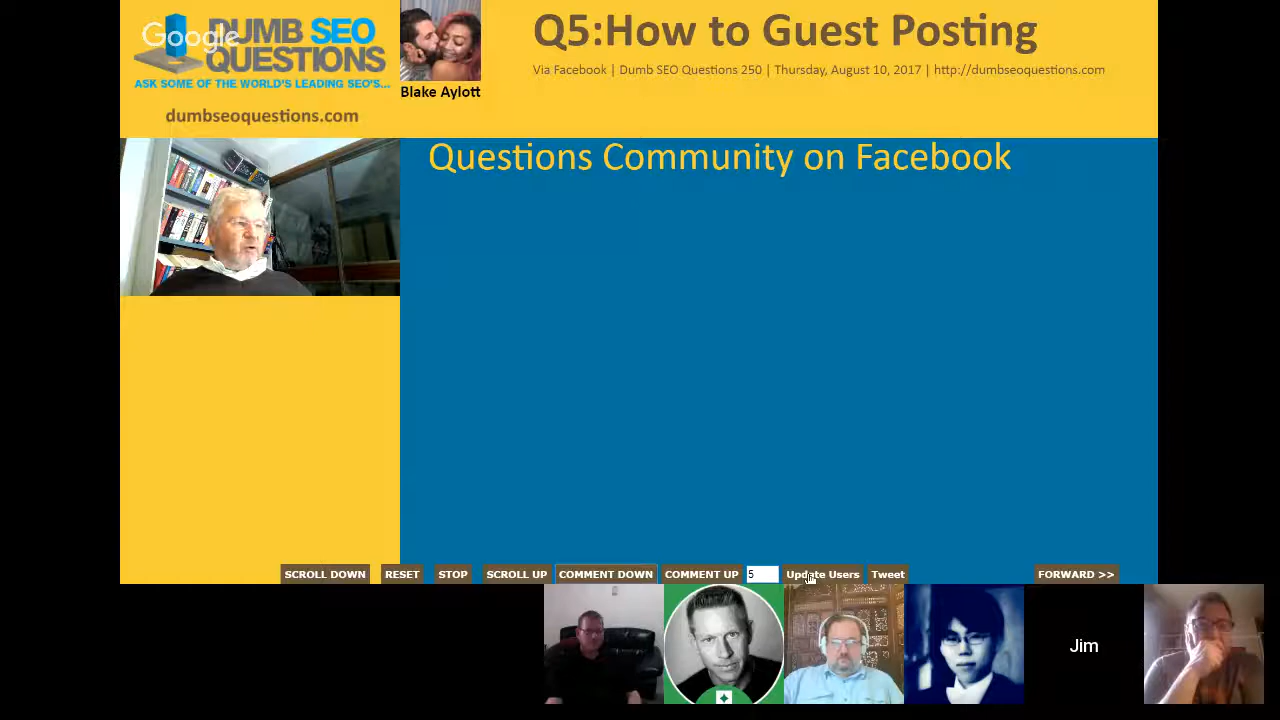 Google
DUMB SEO
QUESTIONS
ASK SOME OF THE WORLD'S LEADING SEO'S...
dumbseoquestions.com
Blake Aylott
Q5:How to Guest Posting
Via Facebook | Dumb SEO Questions 250 | Thursday, August 10, 2017 | http://dumbseoquestions.com
Questions Community on Facebook
SCROLL DOWN RESET STOP SCROLL UP COMMENT DOWN COMMENT UP 5 Update Users Tweet FORWARD >>
Jim